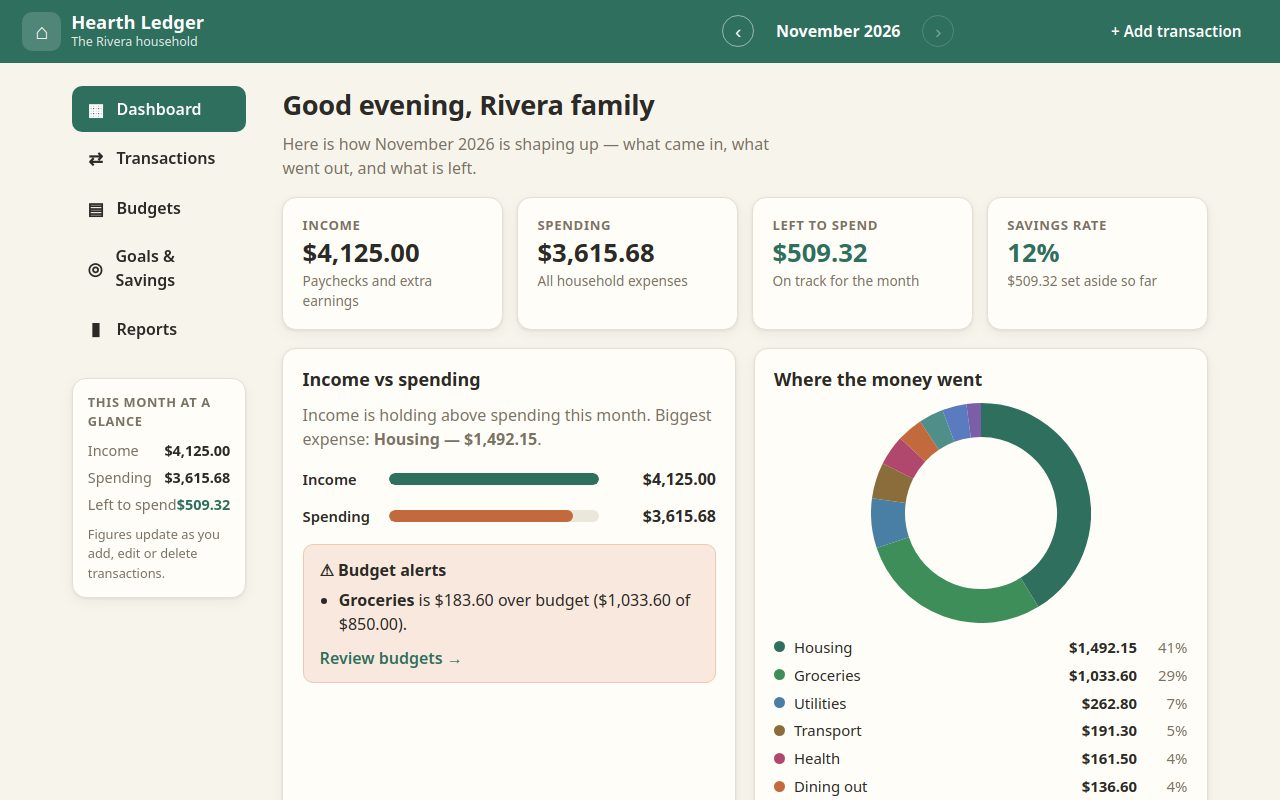 Hearth Ledger
The Rivera household
November 2026
+ Add transaction
Dashboard
Transactions
Budgets
Goals &
Savings
Reports
THIS MONTH AT A
GLANCE
Income $4,125.00
Spending $3,615.68
Left to spend $509.32
Figures update as you
add, edit or delete
transactions.
Good evening, Rivera family
Here is how November 2026 is shaping up — what came in, what
went out, and what is left.
INCOME
$4,125.00
Paychecks and extra
earnings
SPENDING
$3,615.68
All household expenses
LEFT TO SPEND
$509.32
On track for the month
SAVINGS RATE
12%
$509.32 set aside so far
Income vs spending
Income is holding above spending this month. Biggest
expense: Housing — $1,492.15.
Income $4,125.00
Spending $3,615.68
⚠ Budget alerts
• Groceries is $183.60 over budget ($1,033.60 of
$850.00).
Review budgets →
Where the money went
Housing $1,492.15 41%
Groceries $1,033.60 29%
Utilities $262.80 7%
Transport $191.30 5%
Health $161.50 4%
Dining out $136.60 4%